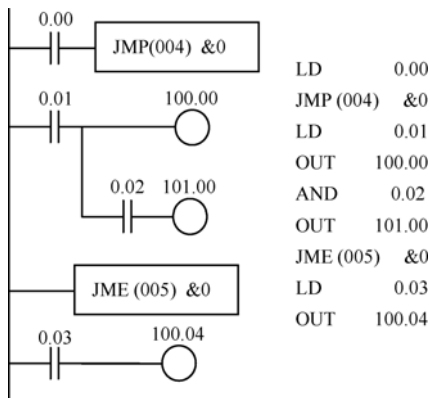 0.00
JMP(004) &0
0.01
100.00
0.02
101.00
JME (005) &0
0.03
100.04
LD 0.00
JMP (004) &0
LD 0.01
OUT 100.00
AND 0.02
OUT 101.00
JME (005) &0
LD 0.03
OUT 100.04